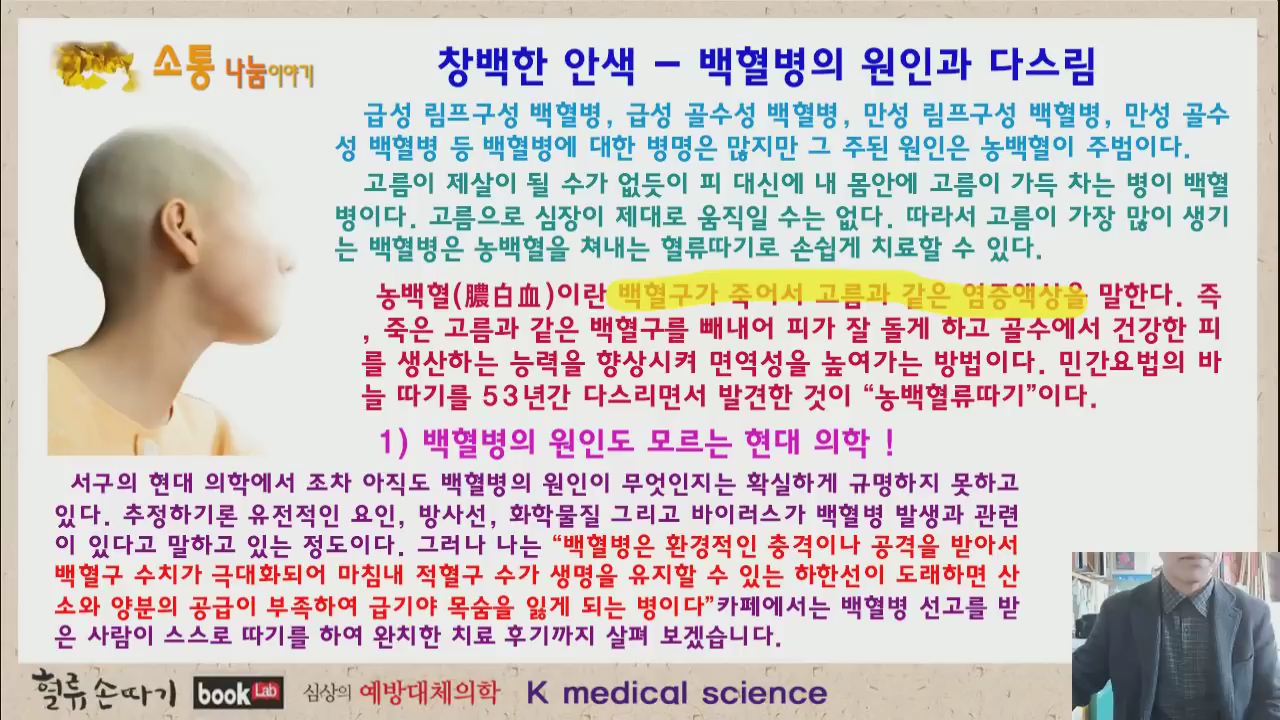 소통 나눔이야기
창백한 안색 – 백혈병의 원인과 다스림
급성 림프구성 백혈병, 급성 골수성 백혈병, 만성 림프구성 백혈병, 만성 골수
성 백혈병 등 백혈병에 대한 병명은 많지만 그 주된 원인은 농백혈이 주범이다.
고름이 제살이 될 수가 없듯이 피 대신에 내 몸안에 고름이 가득 차는 병이 백혈
병이다. 고름으로 심장이 제대로 움직일 수는 없다. 따라서 고름이 가장 많이 생기
는 백혈병은 농백혈을 쳐내는 혈류따기로 손쉽게 치료할 수 있다.
농백혈(膿白血)이란 백혈구가 죽어서 고름과 같은 염증액상을 말한다. 즉
, 죽은 고름과 같은 백혈구를 빼내어 피가 잘 돌게 하고 골수에서 건강한 피
를 생산하는 능력을 향상시켜 면역성을 높여가는 방법이다. 민간요법의 바
늘 따기를 53년간 다스리면서 발견한 것이 “농백혈류따기”이다.
1) 백혈병의 원인도 모르는 현대 의학 !
서구의 현대 의학에서 조차 아직도 백혈병의 원인이 무엇인지는 확실하게 규명하지 못하고
있다. 추정하기론 유전적인 요인, 방사선, 화학물질 그리고 바이러스가 백혈병 발생과 관련
이 있다고 말하고 있는 정도이다. 그러나 나는 “백혈병은 환경적인 충격이나 공격을 받아서
백혈구 수치가 극대화되어 마침내 적혈구 수가 생명을 유지할 수 있는 하한선이 도래하면 산
소와 양분의 공급이 부족하여 급기야 목숨을 잃게 되는 병이다”카페에서는 백혈병 선고를 받
은 사람이 스스로 따기를 하여 완치한 치료 후기까지 살펴 보겠습니다.
혈류 손따기 book Lab 심상의 예방대체의학 K medical science